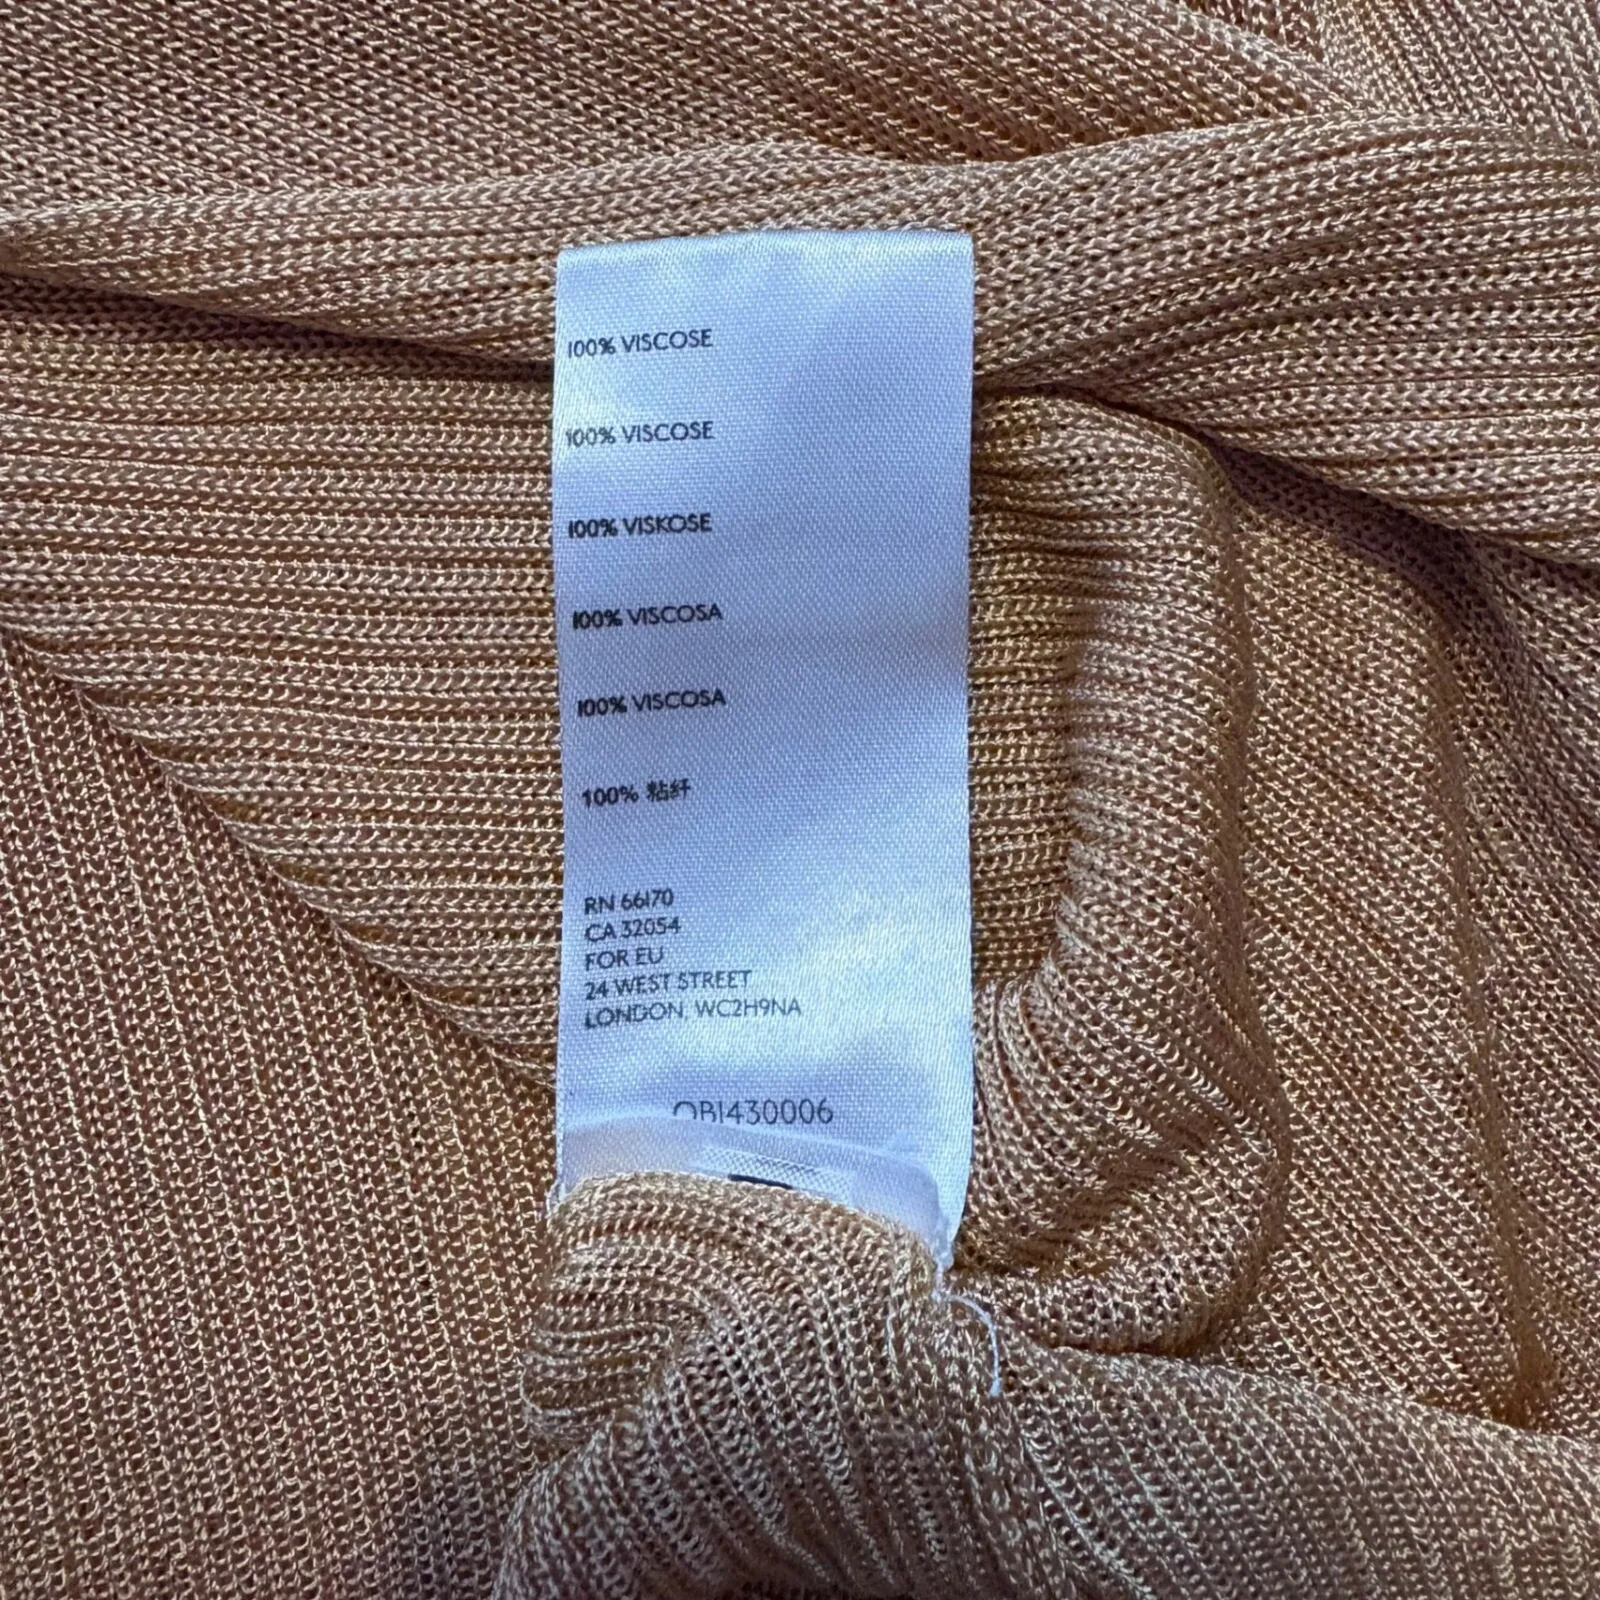 100% VISCOSE
100% VISCOSE
100% VISKOSE
100% VISCOSA
100% VISCOSA
100% 粘纤
RN 66170
CA 32054
FOR EU
24 WEST STREET
LONDON, WC2H9NA